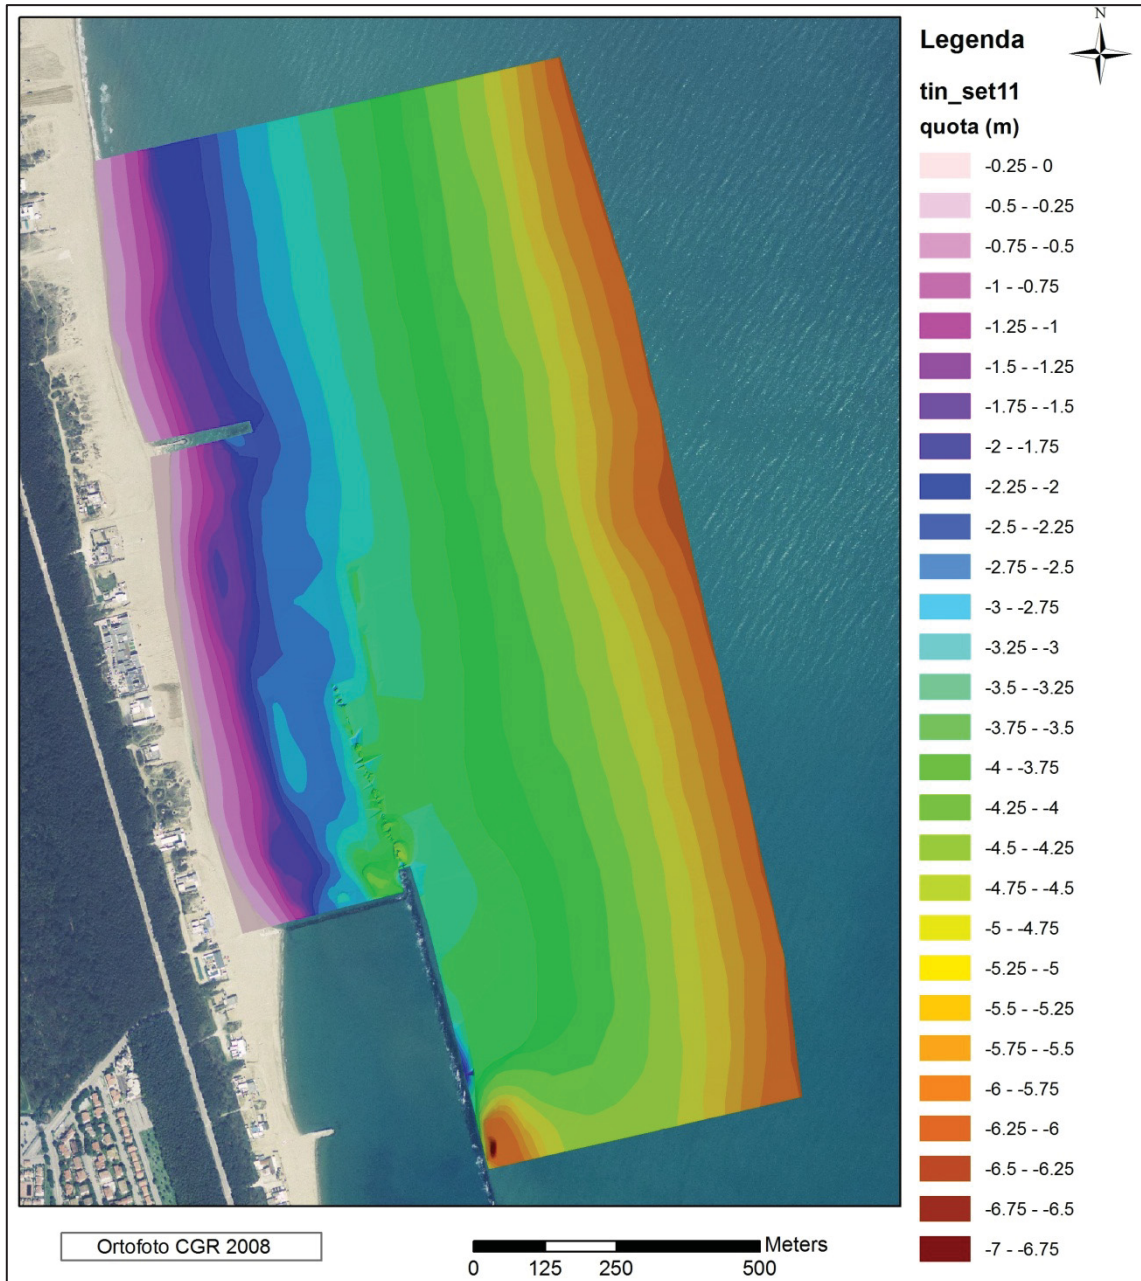 N
Legenda
tin_set11
quota (m)
-0.25 - 0
-0.5 - -0.25
-0.75 - -0.5
-1 - -0.75
-1.25 - -1
-1.5 - -1.25
-1.75 - -1.5
-2 - -1.75
-2.25 - -2
-2.5 - -2.25
-2.75 - -2.5
-3 - -2.75
-3.25 - -3
-3.5 - -3.25
-3.75 - -3.5
-4 - -3.75
-4.25 - -4
-4.5 - -4.25
-4.75 - -4.5
-5 - -4.75
-5.25 - -5
-5.5 - -5.25
-5.75 - -5.5
-6 - -5.75
-6.25 - -6
-6.5 - -6.25
-6.75 - -6.5
-7 - -6.75
Ortofoto CGR 2008
Meters
0 125 250 500